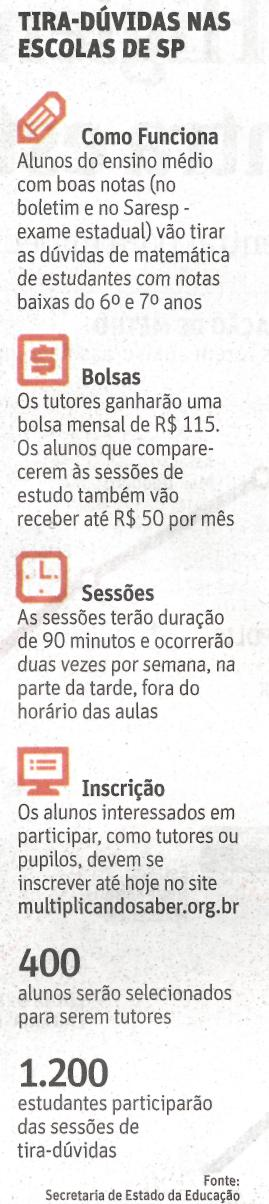 TIRA-DÚVIDAS NAS
ESCOLAS DE SP
Como Funciona
Alunos do ensino médio
com boas notas (no
boletim e no Saresp -
exame estadual) vão tirar
as dúvidas de matemática
de estudantes com notas
baixas do 6º e 7º anos
$
Bolsas
Os tutores ganharão uma
bolsa mensal de R$ 115.
Os alunos que compare-
cerem às sessões de
estudo também vão
receber até R$ 50 por mês
Sessões
As sessões terão duração
de 90 minutos e ocorrerão
duas vezes por semana, na
parte da tarde, fora do
horário das aulas
Inscrição
Os alunos interessados em
participar, como tutores ou
pupilos, devem se
inscrever até hoje no site
multiplicandosaber.org.br
400
alunos serão selecionados
para serem tutores
1.200
estudantes participarão
das sessões de
tira-dúvidas
Fonte:
Secretaria de Estado da Educação